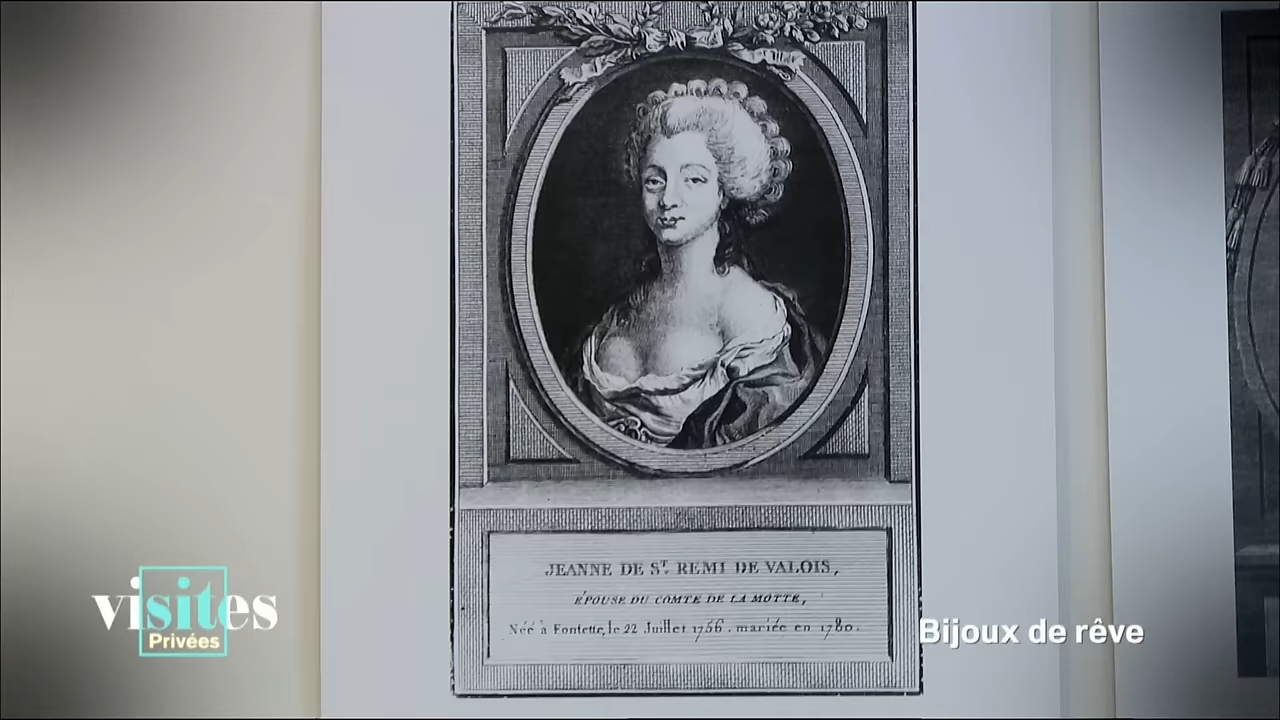 JEANNE DE S.T REMI DE VALOIS,
ÉPOUSE DU COMTE DE LA MOTTE,
Néé à Fontette, le 22 Juillet 1756. mariée en 1780.
visites
Privées
Bijoux de rêve